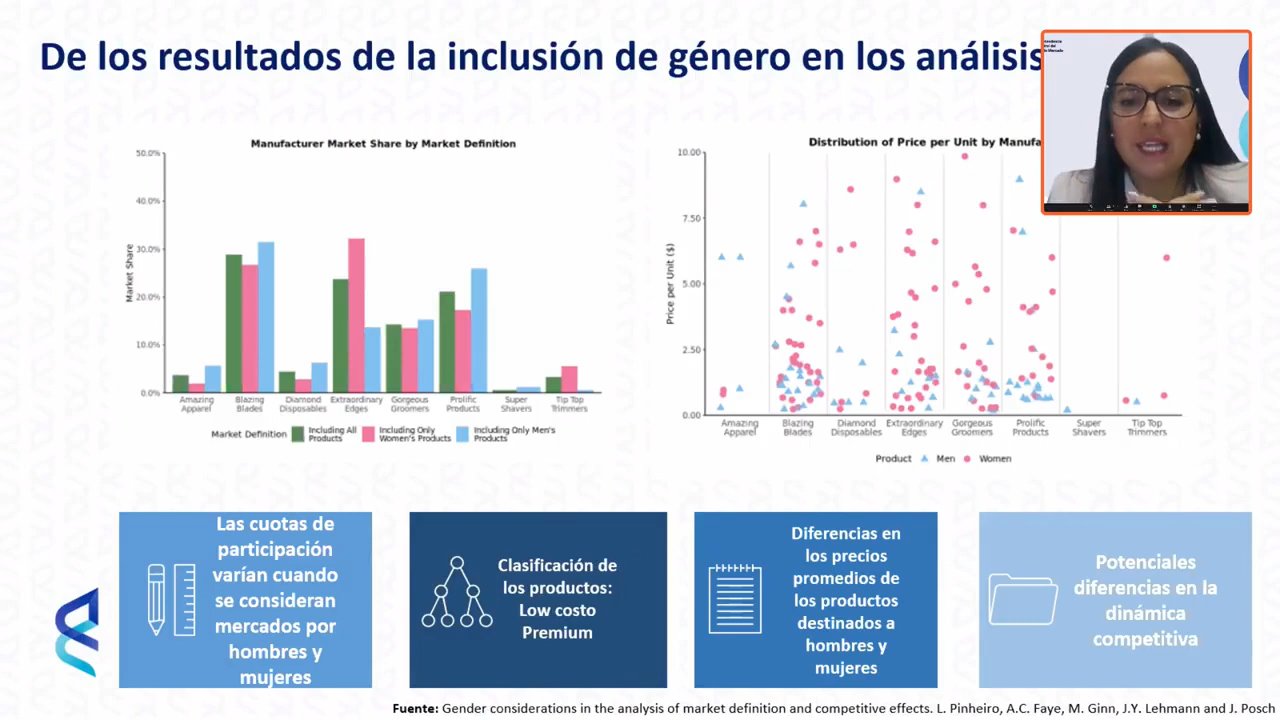 De los resultados de la inclusión de género en los análisis
Manufacturer Market Share by Market Definition
50.0%
40.0%
30.0%
20.0%
10.0%
0.0%
Market Share
Amazing Apparel
Blazing Blades
Diamond Disposables
Extraordinary Edges
Gorgeous Groomers
Prolific Products
Super Shavers
Tip Top Trimmers
Market Definition
Including All Products
Including Only Women's Products
Including Only Men's Products
Distribution of Price per Unit by Manufa
10.00
7.50
5.00
2.50
0.00
Price per Unit ($)
Amazing Apparel
Blazing Blades
Diamond Disposables
Extraordinary Edges
Gorgeous Groomers
Prolific Products
Super Shavers
Tip Top Trimmers
Product
Men
Women
Las cuotas de
participación
varían cuando
se consideran
mercados por
hombres y
mujeres
Clasificación de
los productos:
Low costo
Premium
Diferencias en
los precios
promedios de
los productos
destinados a
hombres y
mujeres
Potenciales
diferencias en la
dinámica
competitiva
Fuente: Gender considerations in the analysis of market definition and competitive effects. L. Pinheiro, A.C. Faye, M. Ginn, J.Y. Lehmann and J. Posch